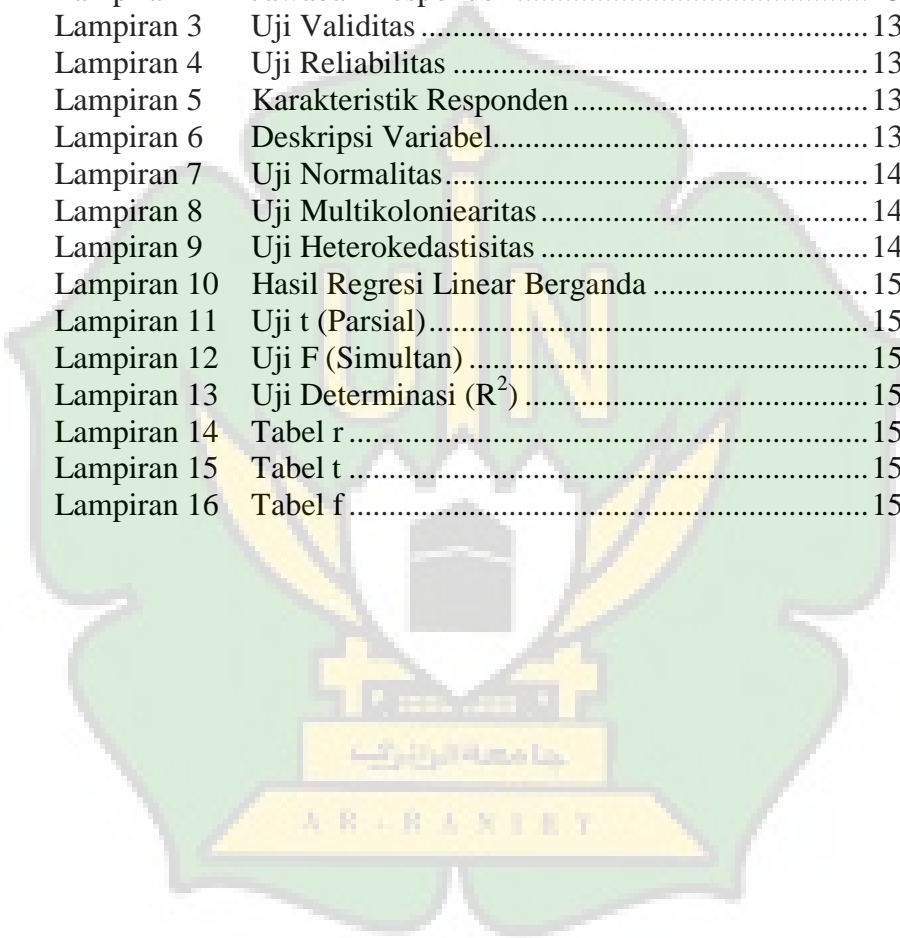 Lampiran 3 Uji Validitas ........................................................ 13
Lampiran 4 Uji Reliabilitas .................................................... 13
Lampiran 5 Karakteristik Responden ..................................... 13
Lampiran 6 Deskripsi Variabel............................................... 13
Lampiran 7 Uji Normalitas..................................................... 14
Lampiran 8 Uji Multikoloniearitas ......................................... 14
Lampiran 9 Uji Heterokedastisitas ......................................... 14
Lampiran 10 Hasil Regresi Linear Berganda ........................... 15
Lampiran 11 Uji t (Parsial)....................................................... 15
Lampiran 12 Uji F (Simultan) .................................................. 15
Lampiran 13 Uji Determinasi (R²) ........................................... 15
Lampiran 14 Tabel r ................................................................. 15
Lampiran 15 Tabel t ................................................................. 15
Lampiran 16 Tabel f ................................................................. 15
UIN
جامعة الرانيري
AR-RANIRY